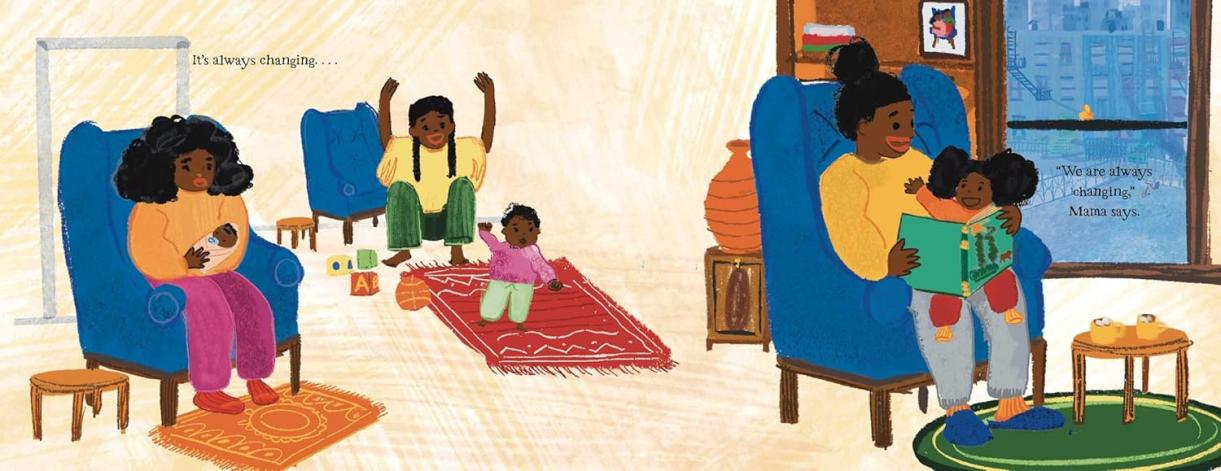 It's always changing. . . .
"We are always
changing,"
Mama says.
A